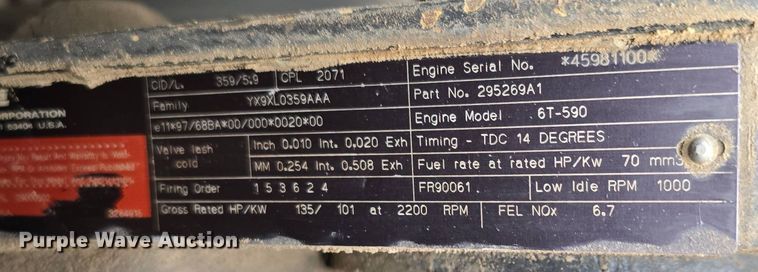 CID/L. 359/5.9 CPL 2071 Engine Serial No. *45981100*
Family YX9XL0359AAA Part No. 295269A1
CORPORATION
53404 U.S.A.
e11*97/68BA*00/000*0020*00 Engine Model 6T-590
Valve lash cold Inch 0.010 Int. 0.020 Exh Timing - TDC 14 DEGREES
MM 0.254 Int. 0.508 Exh Fuel rate at rated HP/Kw 70 mm3
Firing Order 1 5 3 6 2 4 FR90061 Low Idle RPM 1000
3284915
Gross Rated HP/KW 135/ 101 at 2200 RPM FEL NOx 6.7
Purple Wave Auction